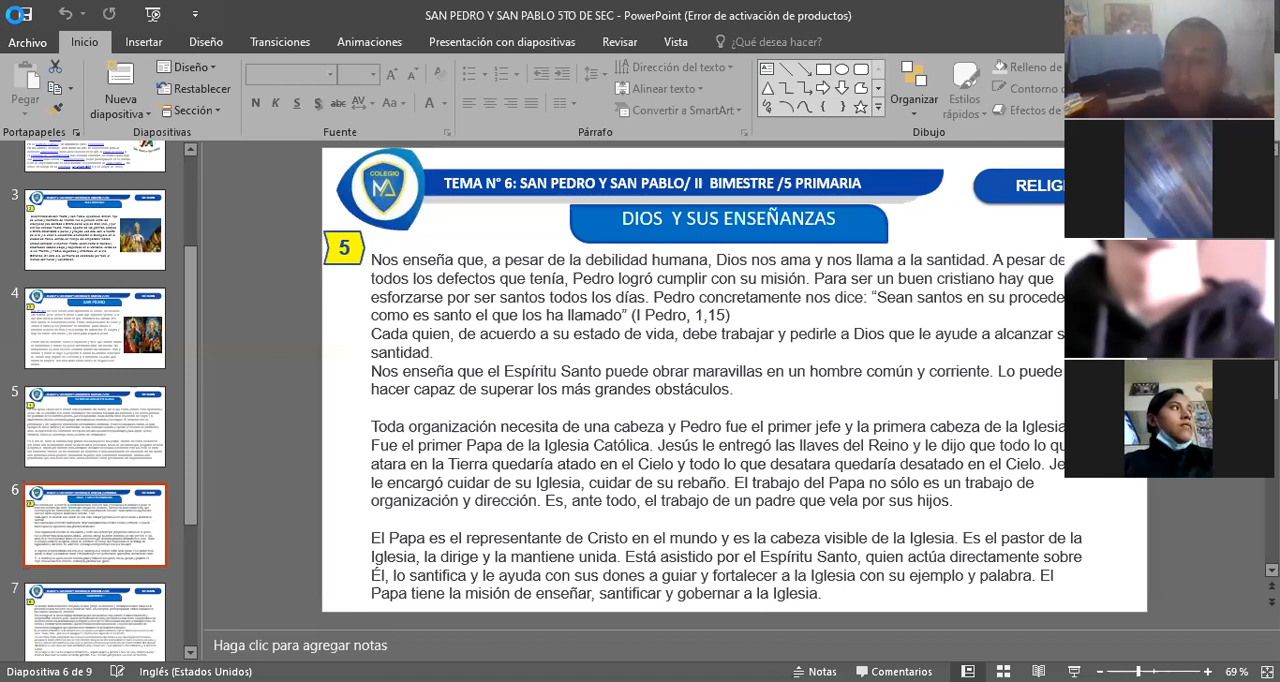 SAN PEDRO Y SAN PABLO 5TO DE SEC - PowerPoint (Error de activación de productos)
Archivo Inicio Insertar Diseño Transiciones Animaciones Presentación con diapositivas Revisar Vista ¿Qué desea hacer?
Pegar
Nueva diapositiva
Diseño
Restablecer
Sección
N K S S abc AV Aa A
Dirección del texto
Alinear texto
Convertir a SmartArt
Organizar
Estilos rápidos
Relleno de
Contorno
Efectos de
Portapapeles Diapositivas Fuente Párrafo Dibujo
3
4
5
6
7
COLEGIO
MA
TEMA N° 6: SAN PEDRO Y SAN PABLO/ II BIMESTRE /5 PRIMARIA
RELIG
DIOS Y SUS ENSEÑANZAS
5
Nos enseña que, a pesar de la debilidad humana, Dios nos ama y nos llama a la santidad. A pesar de
todos los defectos que tenía, Pedro logró cumplir con su misión. Para ser un buen cristiano hay que
esforzarse por ser santos todos los días. Pedro concretamente nos dice: “Sean santos en su procede
como es santo el que los ha llamado” (I Pedro, 1,15)
Cada quién, de acuerdo a su estado de vida, debe trabajar y pedirle a Dios que le ayude a alcanzar s
santidad.
Nos enseña que el Espíritu Santo puede obrar maravillas en un hombre común y corriente. Lo puede
hacer capaz de superar los más grandes obstáculos.
Toda organización necesita de una cabeza y Pedro fue el primer líder y la primera cabeza de la Iglesia
Fue el primer Papa de la Iglesia Católica. Jesús le entregó las llaves del Reino y le dijo que todo lo qu
atara en la Tierra quedaría atado en el Cielo y todo lo que desatara quedaría desatado en el Cielo. Je
le encargó cuidar de su Iglesia, cuidar de su rebaño. El trabajo del Papa no sólo es un trabajo de
organización y dirección. Es, ante todo, el trabajo de un padre que vela por sus hijos.
El Papa es el representante de Cristo en el mundo y es la cabeza visible de la Iglesia. Es el pastor de la
Iglesia, la dirige y la mantiene unida. Está asistido por el Espíritu Santo, quien actúa directamente sobre
Él, lo santifica y le ayuda con sus dones a guiar y fortalecer a la Iglesia con su ejemplo y palabra. El
Papa tiene la misión de enseñar, santificar y gobernar a la Iglesia.
Haga clic para agregar notas
Diapositiva 6 de 9 Inglés (Estados Unidos) Notas Comentarios 69 %